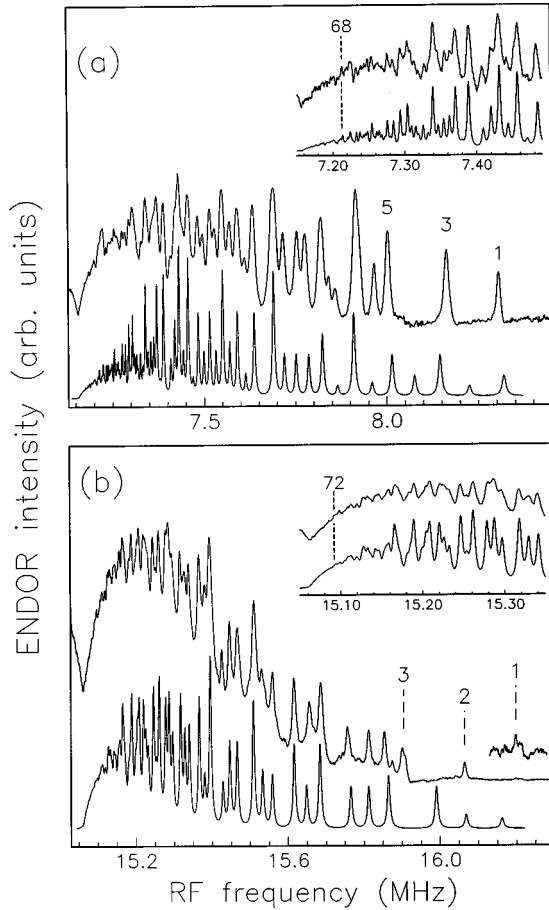 (a)
68
7.20 7.30 7.40
5 3 1
7.5 8.0
ENDOR intensity (arb. units)
(b)
72
15.10 15.20 15.30
3 2 1
15.2 15.6 16.0
RF frequency (MHz)